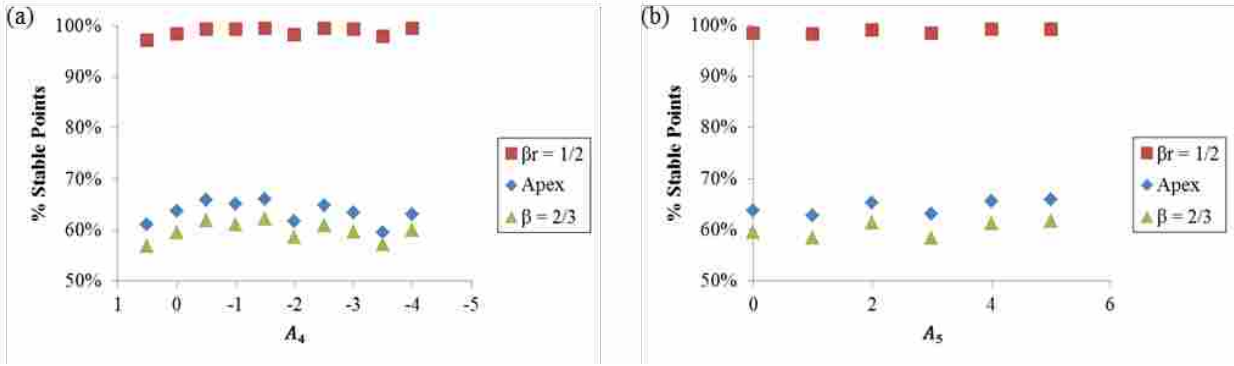 (a)
% Stable Points
100%
90%
80%
70%
60%
50%
1 0 -1 -2 -3 -4 -5
A₄
βr = 1/2
Apex
β = 2/3
(b)
% Stable Points
100%
90%
80%
70%
60%
50%
0 2 4 6
A₅
βr = 1/2
Apex
β = 2/3